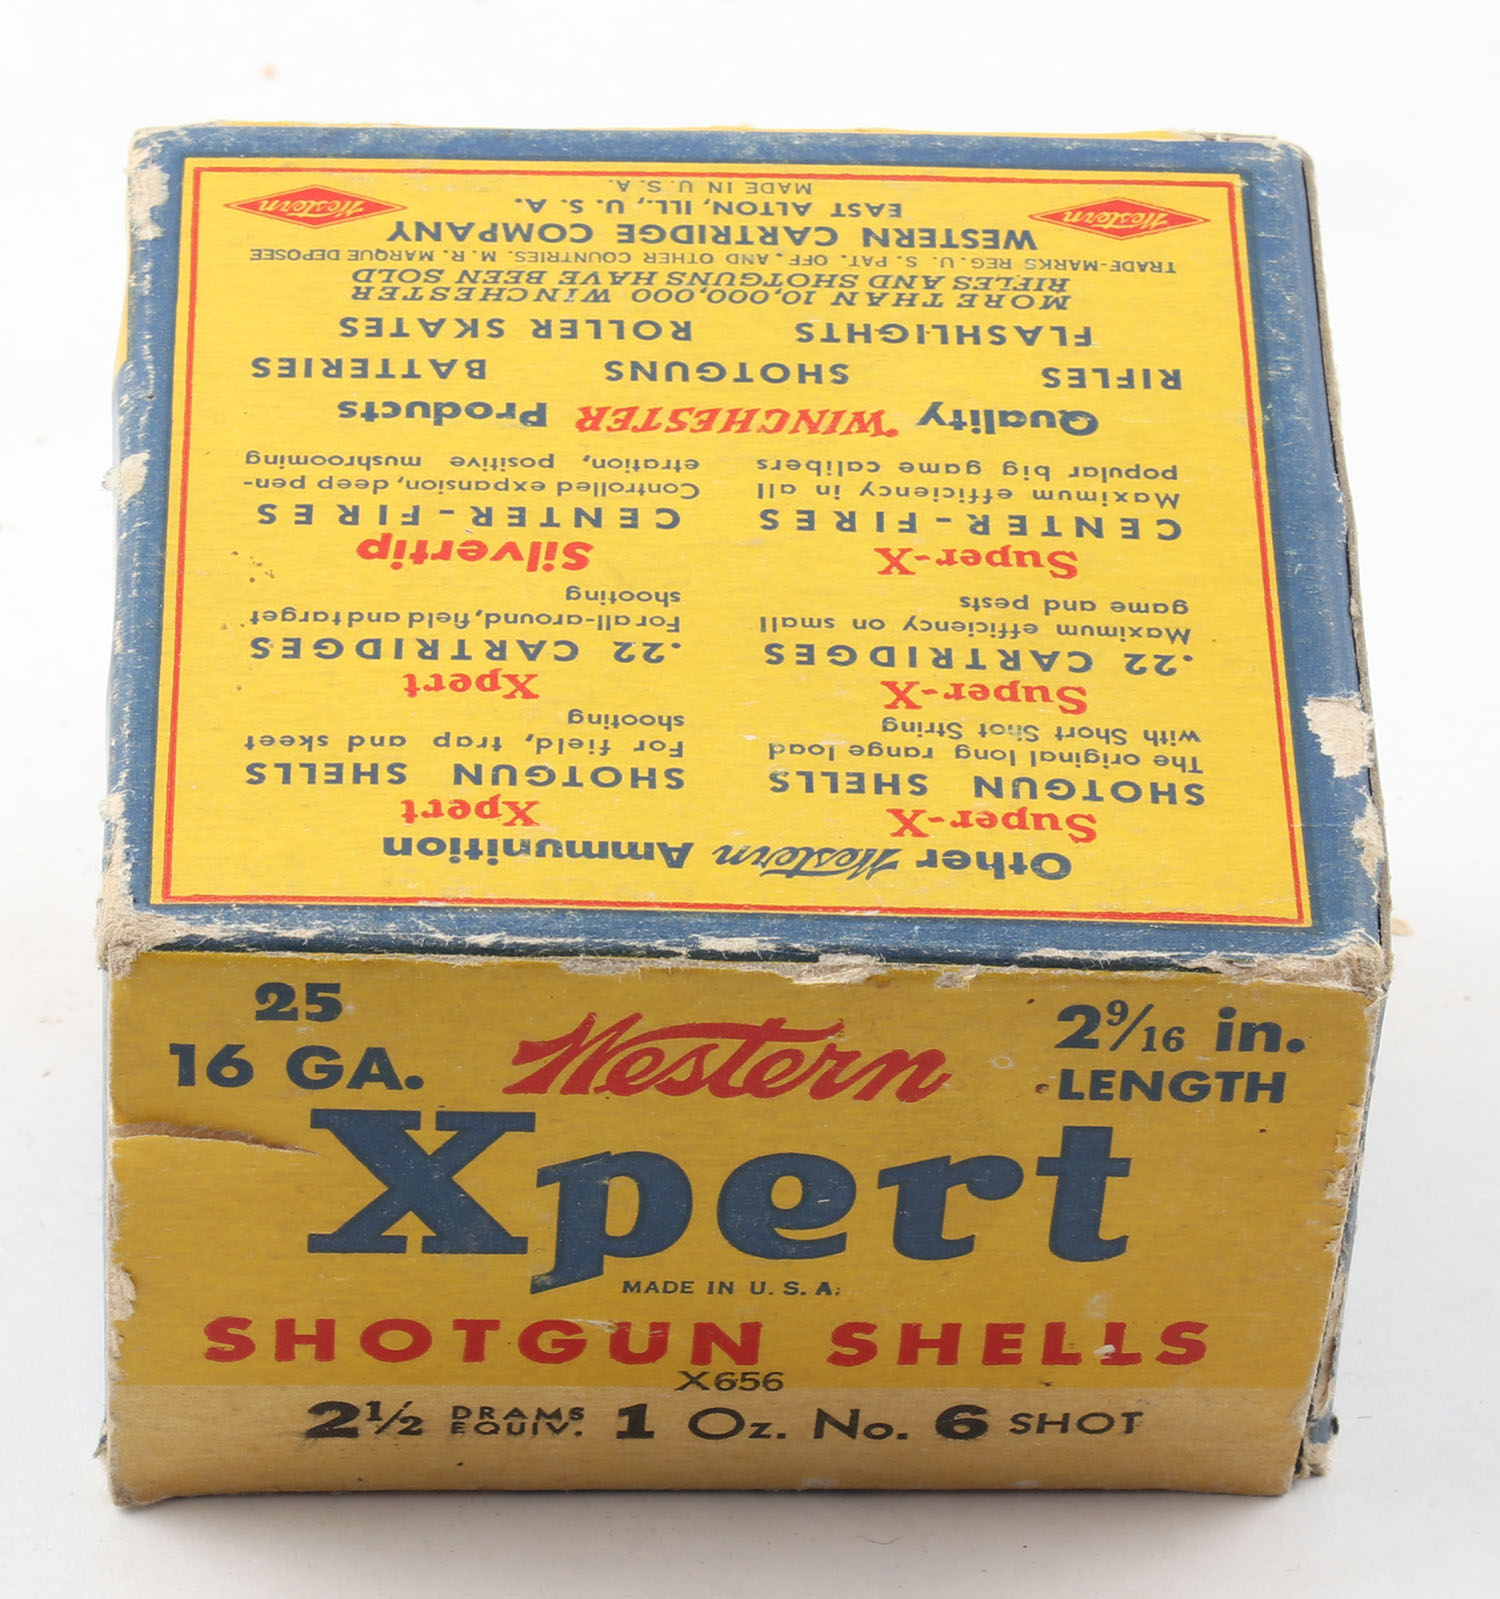 Other Western Ammunition
Super-X
SHOTGUN SHELLS
The original long range load
with Short Shot String
Xpert
SHOTGUN SHELLS
For field, trap and skeet
shooting
Super-X
.22 CARTRIDGES
Maximum efficiency on small
game and pests
Xpert
.22 CARTRIDGES
For all-around, field and target
shooting
Super-X
CENTER-FIRES
Maximum efficiency in all
popular big game calibers
Silvertip
CENTER-FIRES
Controlled expansion, deep pen-
etration, positive mushrooming
Quality WINCHESTER Products
RIFLES SHOTGUNS BATTERIES
FLASHLIGHTS ROLLER SKATES
MORE THAN 10,000,000 WINCHESTER
RIFLES AND SHOTGUNS HAVE BEEN SOLD
TRADE-MARKS REG. U. S. PAT. OFF. AND OTHER COUNTRIES. M. R. MARQUE DEPOSEE
WESTERN CARTRIDGE COMPANY
EAST ALTON, ILL., U. S. A.
MADE IN U. S. A.
Western
Western
25
16 GA.
Western
2 9/16 in.
LENGTH
Xpert
MADE IN U. S. A.
SHOTGUN SHELLS
X656
2 1/2 DRAMS EQUIV. 1 Oz. No. 6 SHOT